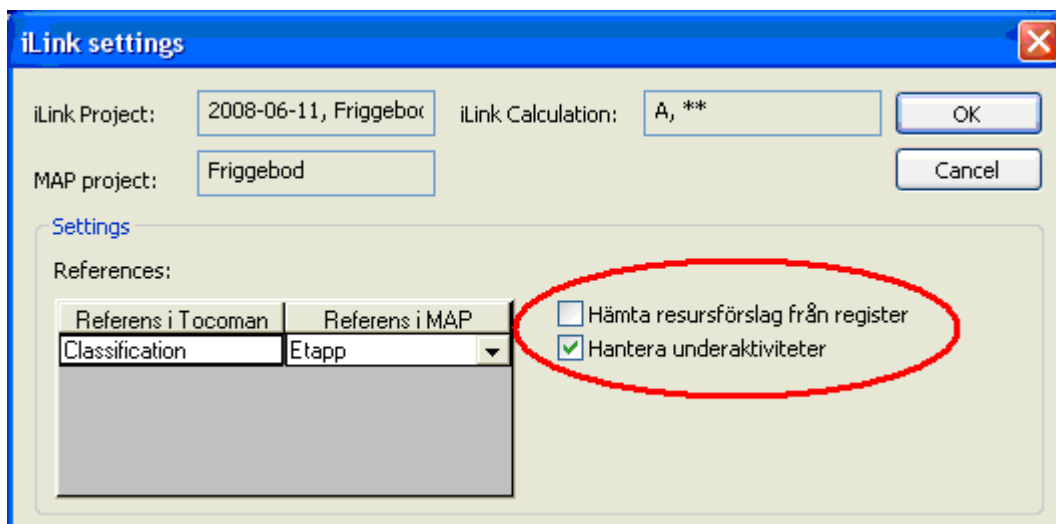 iLink settings
iLink Project: 2008-06-11, Friggebo iLink Calculation: A, ** OK
MAP project: Friggebod Cancel
Settings
References:
Referens i Tocoman Referens i MAP
Classification Etapp
Hämta resursförslag från register
Hantera underaktiviteter